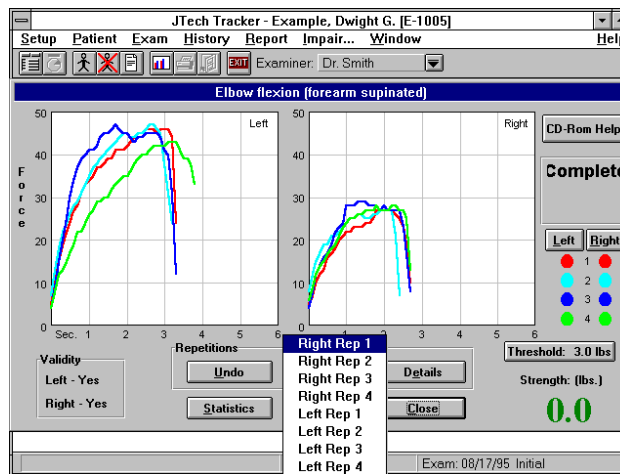 JTech Tracker - Example, Dwight G. [E-1005]
Setup Patient Exam History Report Impair... Window Help
EXIT Examiner: Dr. Smith
Elbow flexion (forearm supinated)
50 Left 50 Right
40 40
30 30
20 20
10 10
0 0
Force
Sec. 1 2 3 4 5 6 1 2 3 4 5 6
CD-Rom Help
Complete
Left Right
1
2
3
4
Threshold: 3.0 lbs
Strength: (lbs.)
0.0
Validity
Left - Yes
Right - Yes
Repetitions
Undo
Details
Statistics
Close
Right Rep 1
Right Rep 2
Right Rep 3
Right Rep 4
Left Rep 1
Left Rep 2
Left Rep 3
Left Rep 4
Exam: 08/17/95 Initial